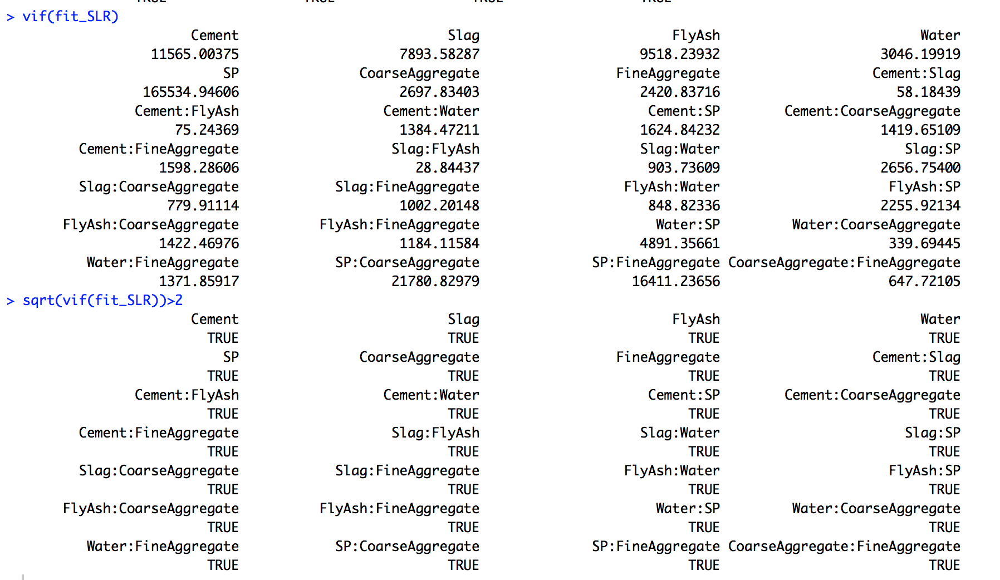 TRUE TRUE TRUE TRUE
> vif(fit_SLR)
Cement Slag FlyAsh Water
11565.00375 7893.58287 9518.23932 3046.19919
SP CoarseAggregate FineAggregate Cement:Slag
165534.94606 2697.83403 2420.83716 58.18439
Cement:FlyAsh Cement:Water Cement:SP Cement:CoarseAggregate
75.24369 1384.47211 1624.84232 1419.65109
Cement:FineAggregate Slag:FlyAsh Slag:Water Slag:SP
1598.28606 28.84437 903.73609 2656.75400
Slag:CoarseAggregate Slag:FineAggregate FlyAsh:Water FlyAsh:SP
779.91114 1002.20148 848.82336 2255.92134
FlyAsh:CoarseAggregate FlyAsh:FineAggregate Water:SP Water:CoarseAggregate
1422.46976 1184.11584 4891.35661 339.69445
Water:FineAggregate SP:CoarseAggregate SP:FineAggregate CoarseAggregate:FineAggregate
1371.85917 21780.82979 16411.23656 647.72105
> sqrt(vif(fit_SLR))>2
Cement Slag FlyAsh Water
TRUE TRUE TRUE TRUE
SP CoarseAggregate FineAggregate Cement:Slag
TRUE TRUE TRUE TRUE
Cement:FlyAsh Cement:Water Cement:SP Cement:CoarseAggregate
TRUE TRUE TRUE TRUE
Cement:FineAggregate Slag:FlyAsh Slag:Water Slag:SP
TRUE TRUE TRUE TRUE
Slag:CoarseAggregate Slag:FineAggregate FlyAsh:Water FlyAsh:SP
TRUE TRUE TRUE TRUE
FlyAsh:CoarseAggregate FlyAsh:FineAggregate Water:SP Water:CoarseAggregate
TRUE TRUE TRUE TRUE
Water:FineAggregate SP:CoarseAggregate SP:FineAggregate CoarseAggregate:FineAggregate
TRUE TRUE TRUE TRUE